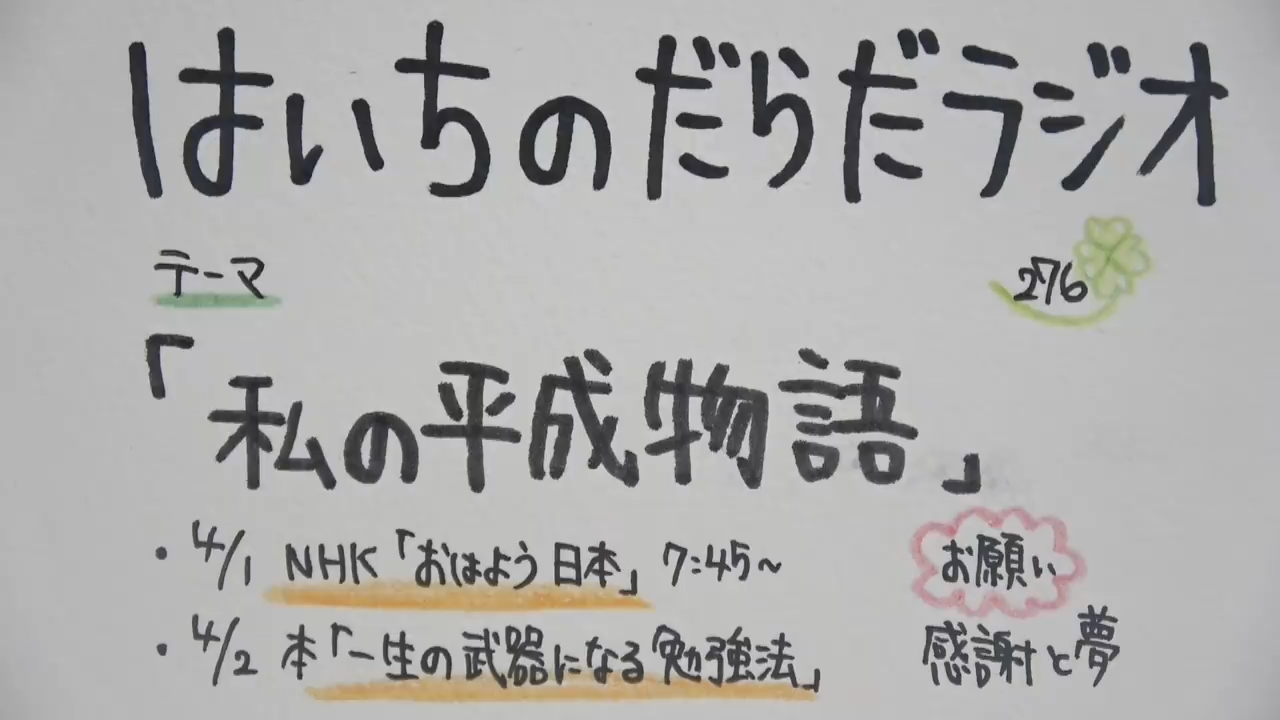 はいちのだらだラジオ
テーマ
276
「私の平成物語」
・4/1 NHK「おはよう日本」7:45~
・4/2 本「一生の武器になる勉強法」
お願い
感謝と夢